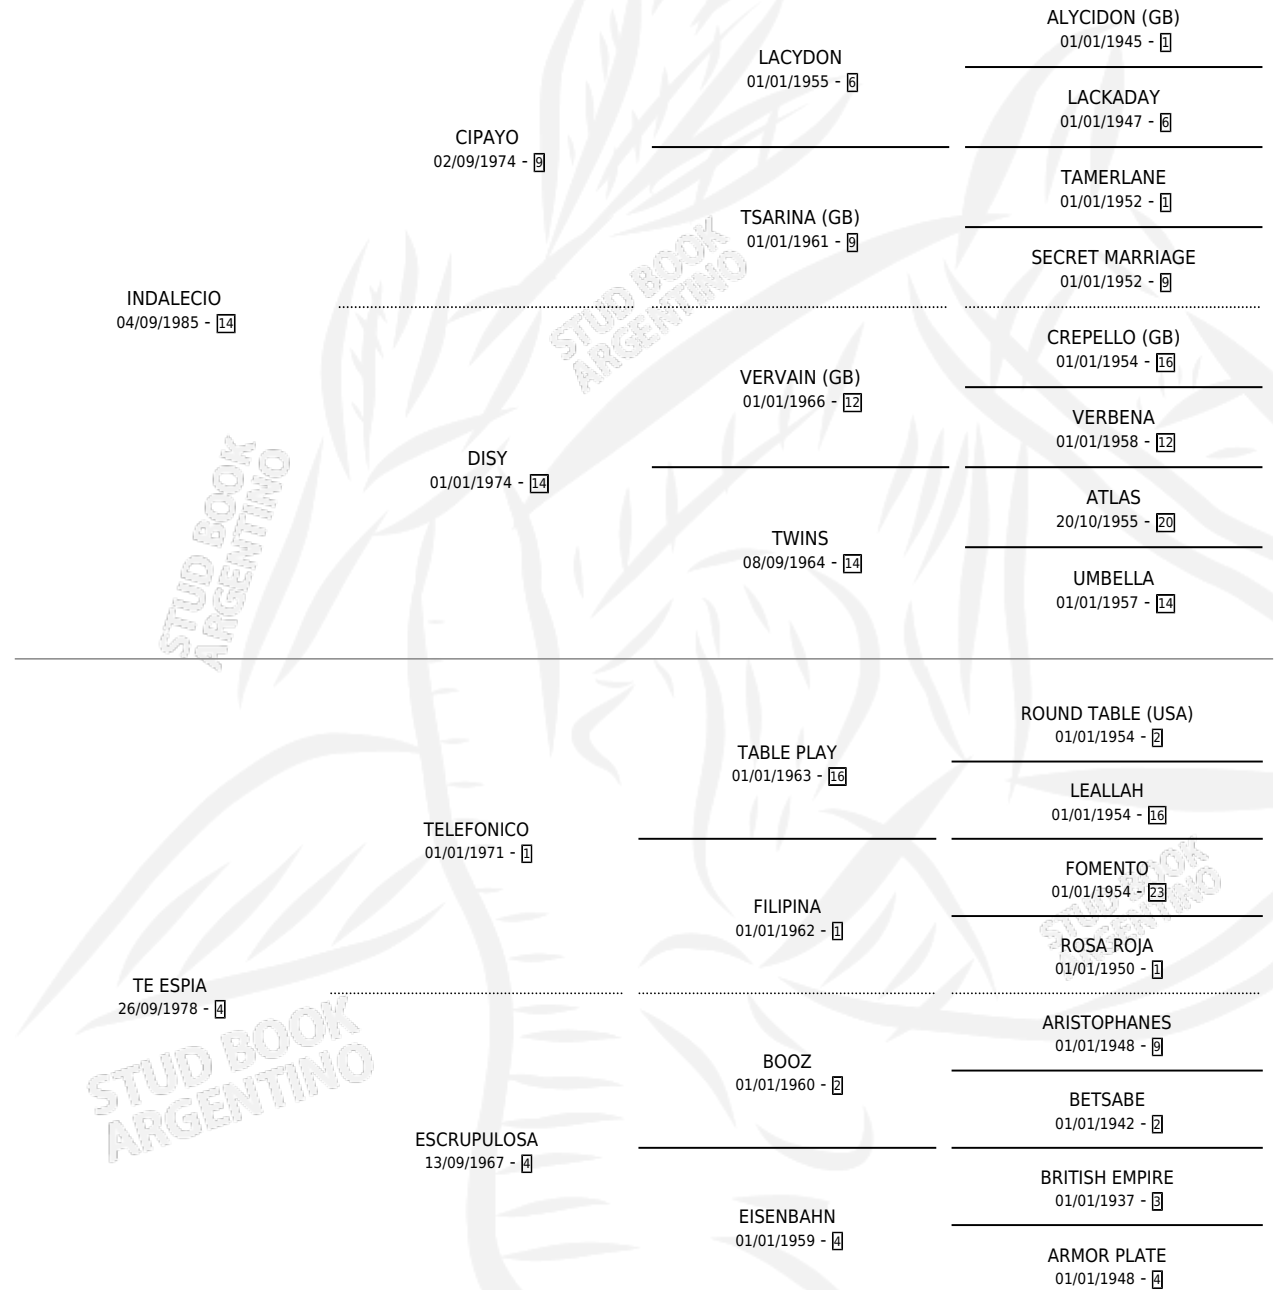 ALYCIDON (GB)
01/01/1945 - 1
LACYDON
01/01/1955 - 6
LACKADAY
01/01/1947 - 6
CIPAYO
02/09/1974 - 9
TAMERLANE
01/01/1952 - 1
TSARINA (GB)
01/01/1961 - 9
SECRET MARRIAGE
01/01/1952 - 9
INDALECIO
04/09/1985 - 14
STUD BOOK
ARGENTINO
CREPELLO (GB)
01/01/1954 - 16
VERVAIN (GB)
01/01/1966 - 12
VERBENA
01/01/1958 - 12
DISY
01/01/1974 - 14
ATLAS
20/10/1955 - 20
TWINS
08/09/1964 - 14
UMBELLA
01/01/1957 - 14
STUD BOOK
ARGENTINO
ROUND TABLE (USA)
01/01/1954 - 2
TABLE PLAY
01/01/1963 - 16
LEALLAH
01/01/1954 - 16
TELEFONICO
01/01/1971 - 1
FOMENTO
01/01/1954 - 23
FILIPINA
01/01/1962 - 1
STUD BOOK
ARGENTINO
ROSA ROJA
01/01/1950 - 1
TE ESPIA
26/09/1978 - 4
ARISTOPHANES
01/01/1948 - 9
BOOZ
01/01/1960 - 2
BETSABE
01/01/1942 - 2
STUD BOOK
ARGENTINO
ESCRUPULOSA
13/09/1967 - 4
BRITISH EMPIRE
01/01/1937 - 3
EISENBAHN
01/01/1959 - 4
ARMOR PLATE
01/01/1948 - 4